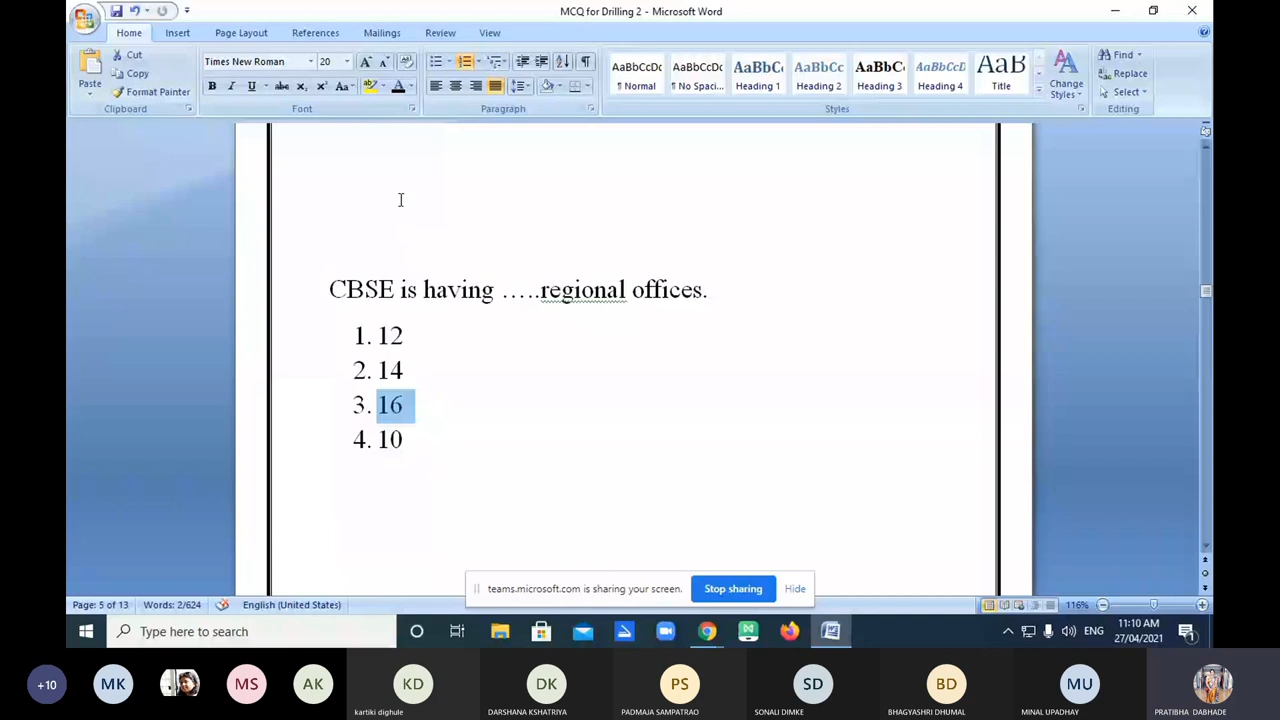 MCQ for Drilling 2 - Microsoft Word
Home Insert Page Layout References Mailings Review View
Paste Cut Copy Format Painter Clipboard
Times New Roman 20 Font
Paragraph
AaBbCcDc ¶ Normal AaBbCcDc ¶ No Spaci... AaBbC Heading 1 AaBbCc Heading 2 AaBbC Heading 3 AaBbCcD Heading 4 AaB Title Change Styles Styles
Find Replace Select Editing
CBSE is having …..regional offices.
1. 12
2. 14
3. 16
4. 10
teams.microsoft.com is sharing your screen. Stop sharing Hide
Page: 5 of 13 Words: 2/624 English (United States) 116%
Type here to search ENG 11:10 AM
27/04/2021
+10 MK MS AK KD DK PS SD BD MU
kartiki dighule DARSHANA KSHATRIYA PADMAJA SAMPATRAO SONALI DIMKE BHAGYASHRI DHUMAL MINAL UPADHAY PRATIBHA DABHADE